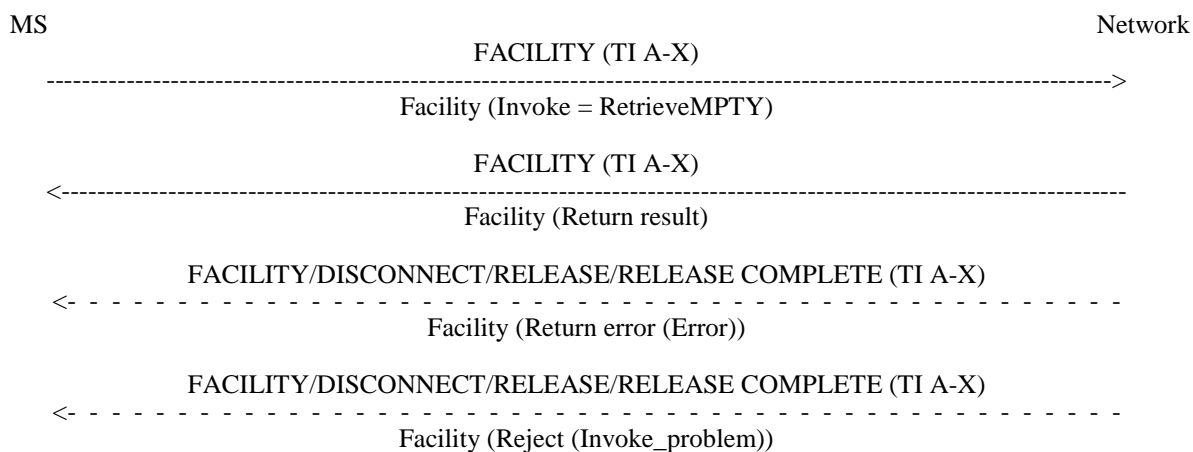 MS Network
FACILITY (TI A-X)
Facility (Invoke = RetrieveMPTY)
FACILITY (TI A-X)
Facility (Return result)
FACILITY/DISCONNECT/RELEASE/RELEASE COMPLETE (TI A-X)
Facility (Return error (Error))
FACILITY/DISCONNECT/RELEASE/RELEASE COMPLETE (TI A-X)
Facility (Reject (Invoke_problem))